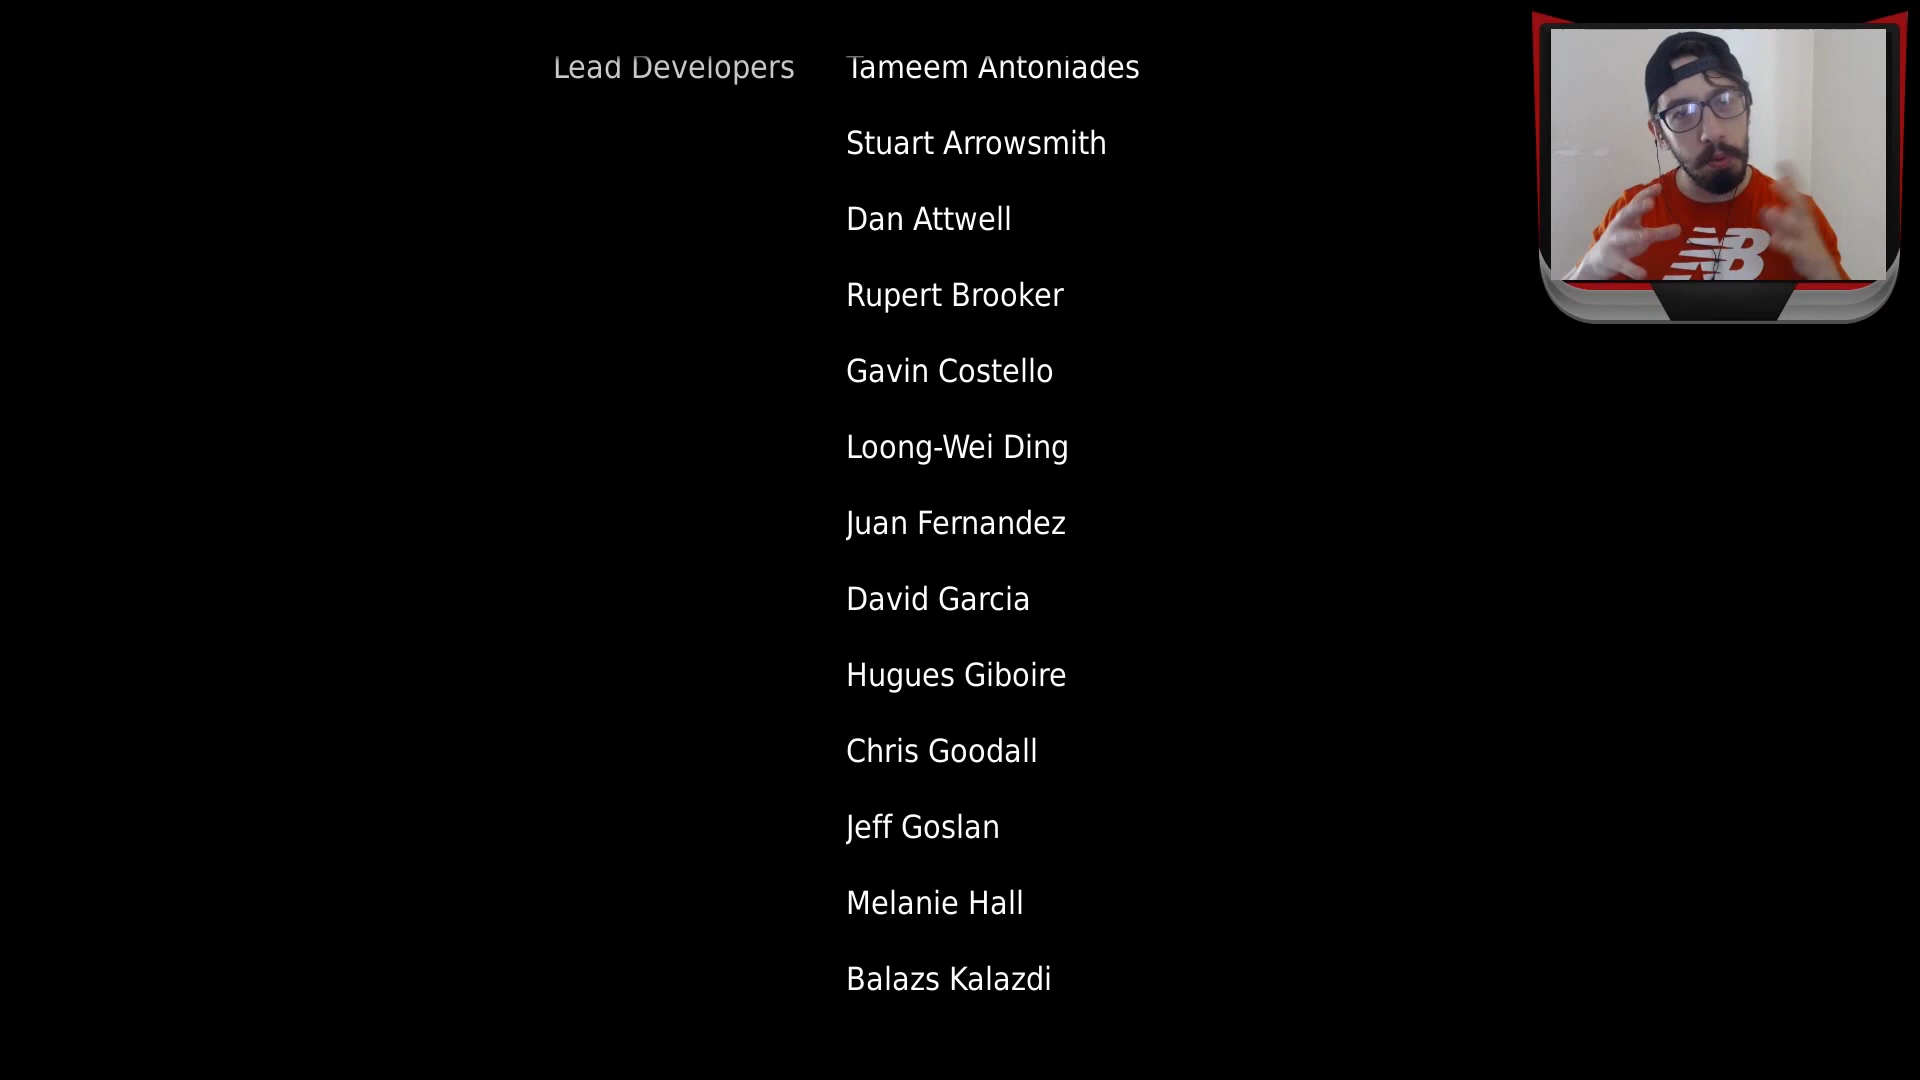 Lead Developers Tameem Antoniades
Stuart Arrowsmith
Dan Attwell
Rupert Brooker
Gavin Costello
Loong-Wei Ding
Juan Fernandez
David Garcia
Hugues Giboire
Chris Goodall
Jeff Goslan
Melanie Hall
Balazs Kalazdi
NB